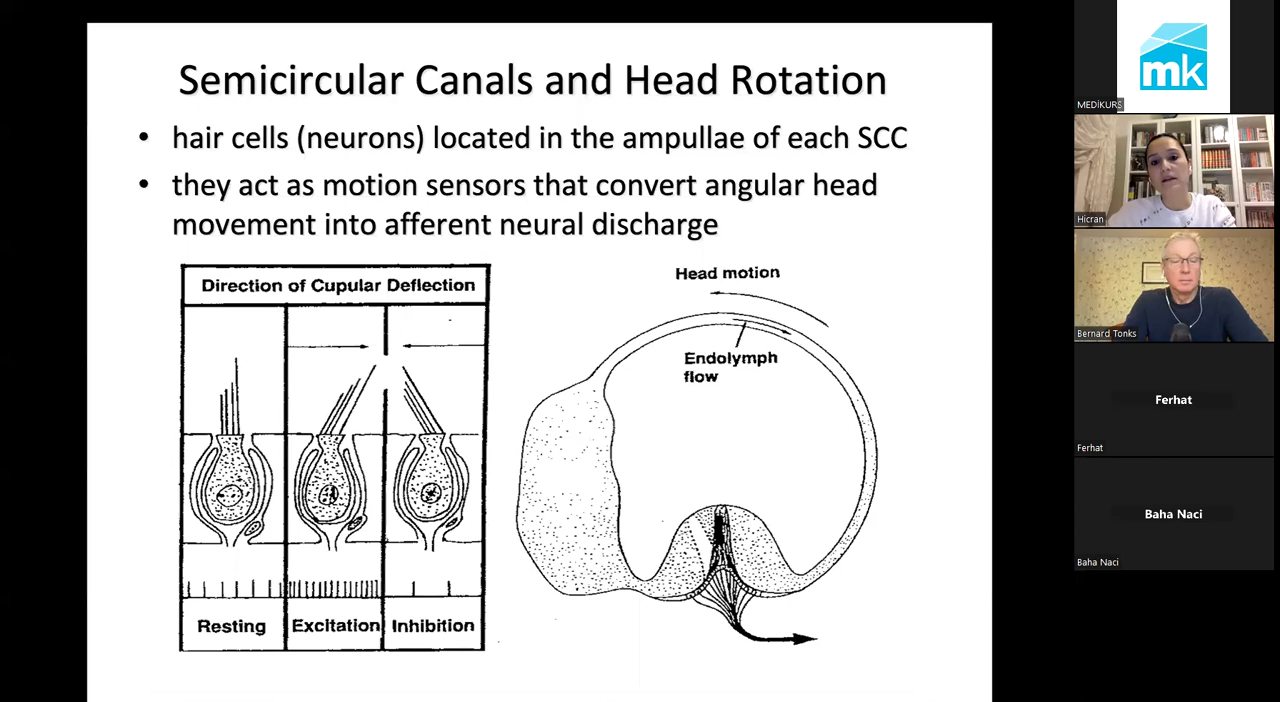 Semicircular Canals and Head Rotation
• hair cells (neurons) located in the ampullae of each SCC
• they act as motion sensors that convert angular head
movement into afferent neural discharge
Direction of Cupular Deflection
Resting
Excitation
Inhibition
Head motion
Endolymph
flow
mk
MEDİKURS
Hicran
Bernard Tonks
Ferhat
Ferhat
Baha Naci
Baha Naci